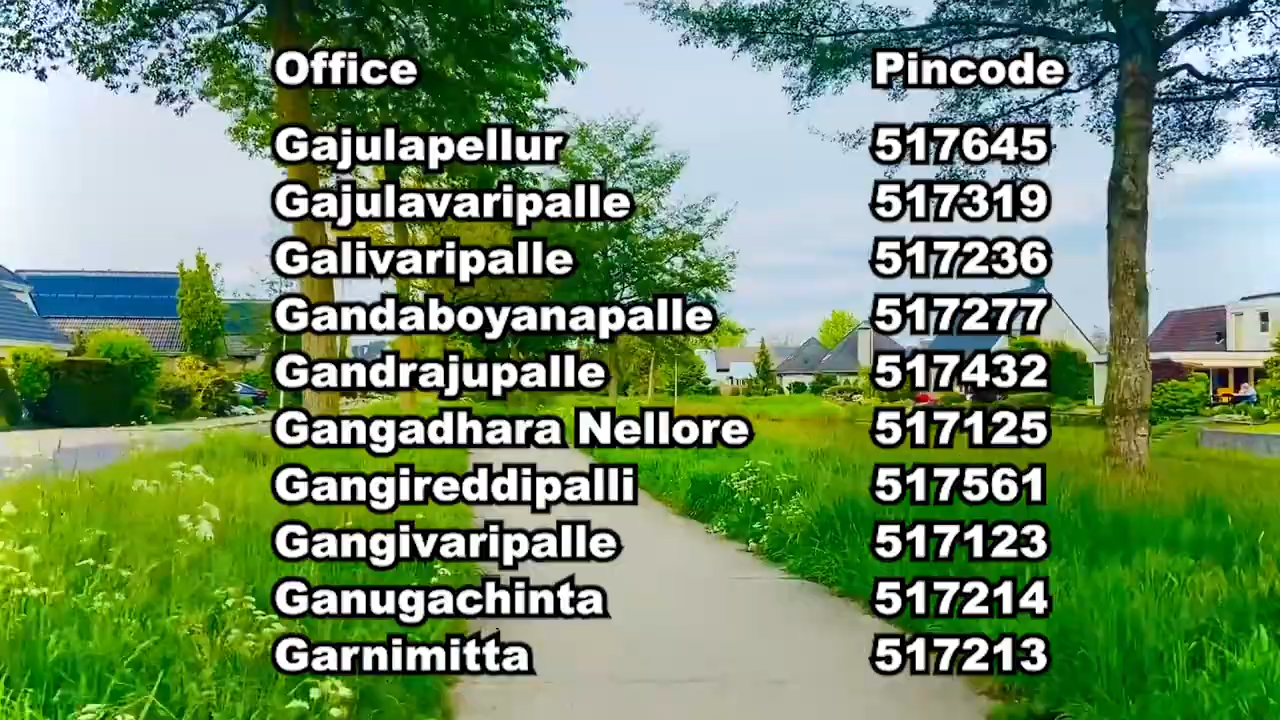 Office Pincode
Gajulapellur 517645
Gajulavaripalle 517319
Galivaripalle 517236
Gandaboyanapalle 517277
Gandrajupalle 517432
Gangadhara Nellore 517125
Gangireddipalli 517561
Gangivaripalle 517123
Ganugachinta 517214
Garnimitta 517213